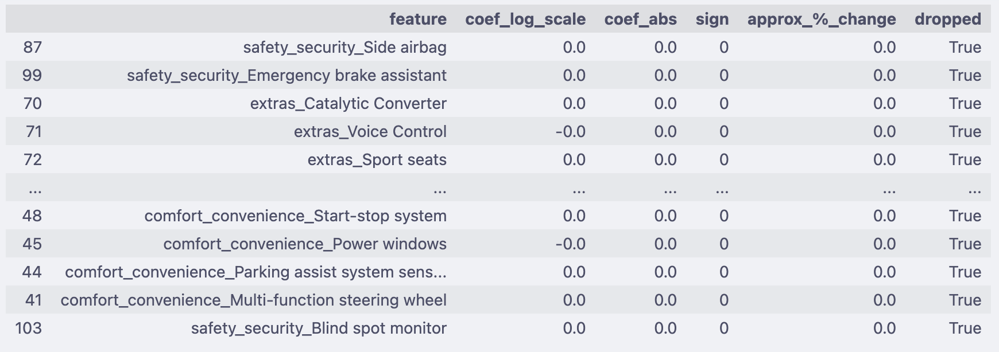 feature coef_log_scale coef_abs sign approx_%_change dropped
87 safety_security_Side airbag 0.0 0.0 0 0.0 True
99 safety_security_Emergency brake assistant 0.0 0.0 0 0.0 True
70 extras_Catalytic Converter 0.0 0.0 0 0.0 True
71 extras_Voice Control -0.0 0.0 0 0.0 True
72 extras_Sport seats 0.0 0.0 0 0.0 True
... ... ... ... ... ... ...
48 comfort_convenience_Start-stop system 0.0 0.0 0 0.0 True
45 comfort_convenience_Power windows -0.0 0.0 0 0.0 True
44 comfort_convenience_Parking assist system sens... 0.0 0.0 0 0.0 True
41 comfort_convenience_Multi-function steering wheel 0.0 0.0 0 0.0 True
103 safety_security_Blind spot monitor 0.0 0.0 0 0.0 True